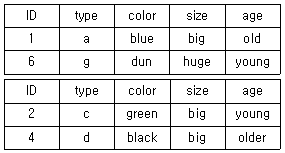 ID type color size age
1 a blue big old
6 g dun huge young
ID type color size age
2 c green big young
4 d black big older